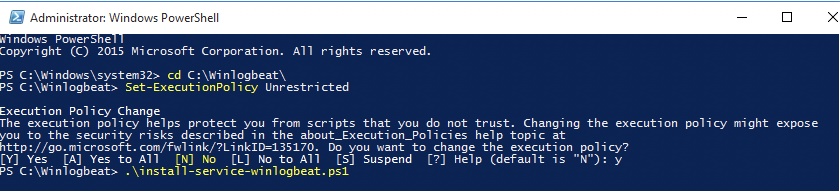 Administrator: Windows PowerShell
Windows PowerShell
Copyright (C) 2015 Microsoft Corporation. All rights reserved.
PS C:\Windows\system32> cd C:\Winlogbeat\
PS C:\Winlogbeat> Set-ExecutionPolicy Unrestricted
Execution Policy Change
The execution policy helps protect you from scripts that you do not trust. Changing the execution policy might expose
you to the security risks described in the about_Execution_Policies help topic at
http://go.microsoft.com/fwlink/?LinkID=135170. Do you want to change the execution policy?
[Y] Yes  [A] Yes to All  [N] No  [L] No to All  [S] Suspend  [?] Help (default is "N"): y
PS C:\Winlogbeat> .\install-service-winlogbeat.ps1